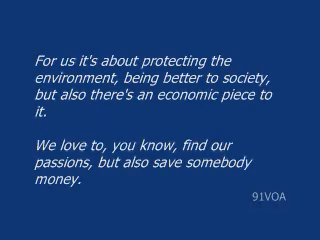 For us it's about protecting the
environment, being better to society,
but also there's an economic piece to
it.
We love to, you know, find our
passions, but also save somebody
money.
91VOA